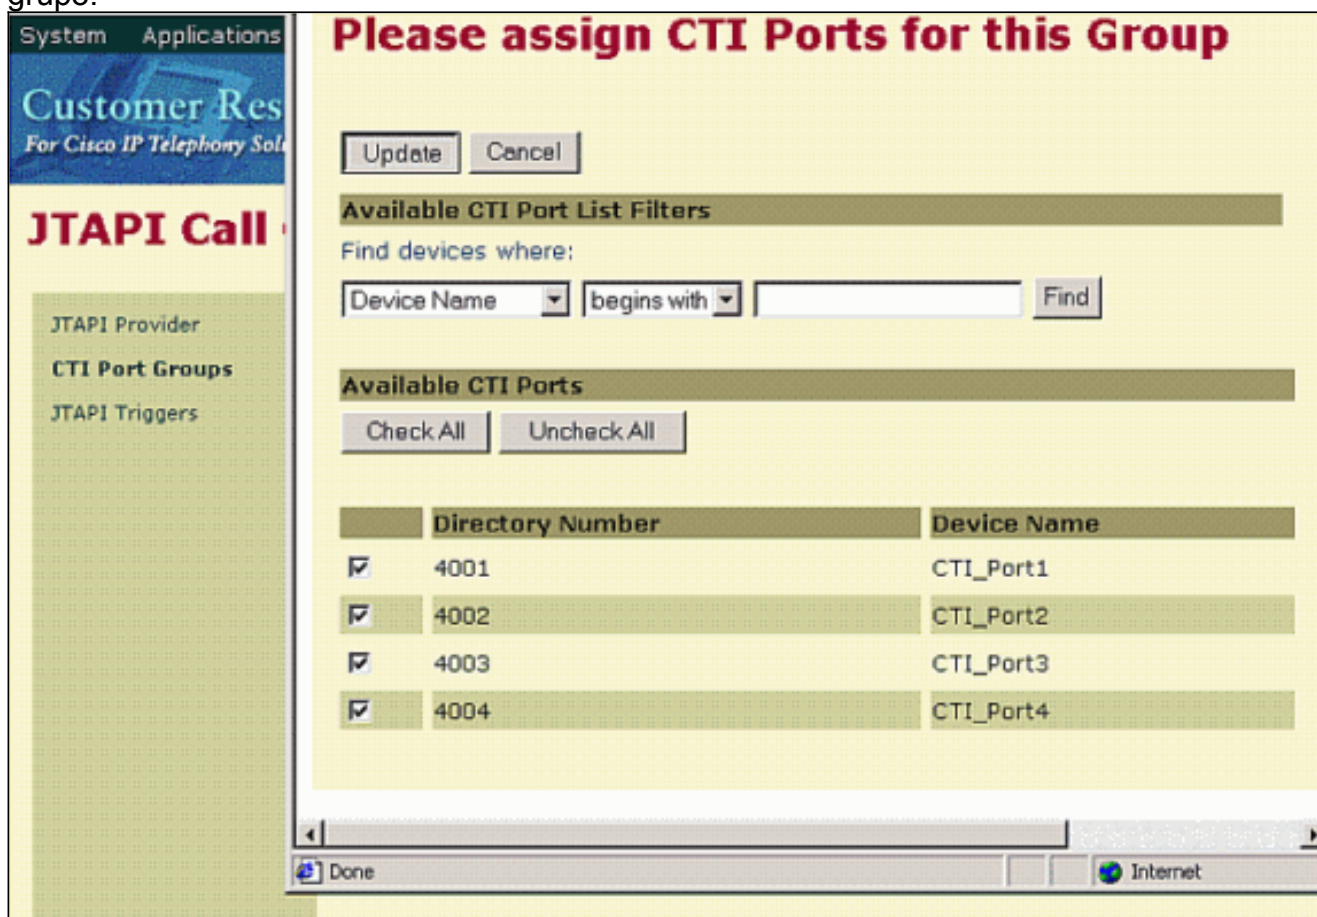 grupo.
System Applications
Customer Res
For Cisco IP Telephony Sol
JTAPI Call
JTAPI Provider
CTI Port Groups
JTAPI Triggers
Please assign CTI Ports for this Group
Update Cancel
Available CTI Port List Filters
Find devices where:
Device Name begins with Find
Available CTI Ports
Check All Uncheck All
Directory Number Device Name
4001 CTI_Port1
4002 CTI_Port2
4003 CTI_Port3
4004 CTI_Port4
Done Internet